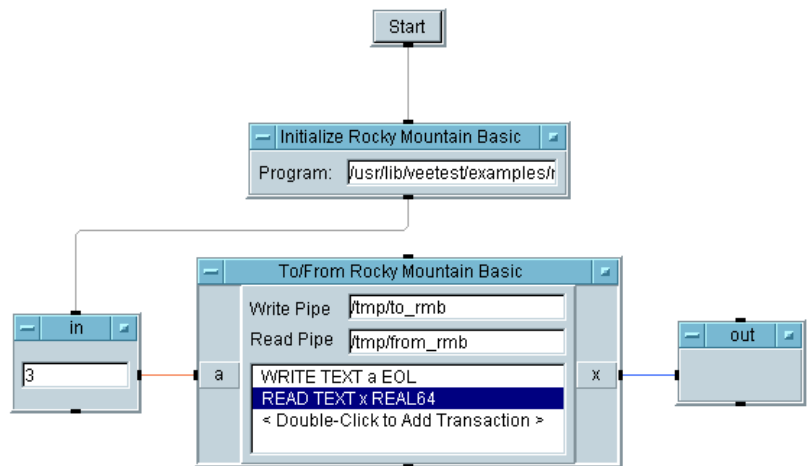 Start
Initialize Rocky Mountain Basic
Program: /usr/lib/veetest/examples/r
To/From Rocky Mountain Basic
Write Pipe /tmp/to_rmb
Read Pipe /tmp/from_rmb
in
3
a
WRITE TEXT a EOL
READ TEXT x REAL64
< Double-Click to Add Transaction >
x
out